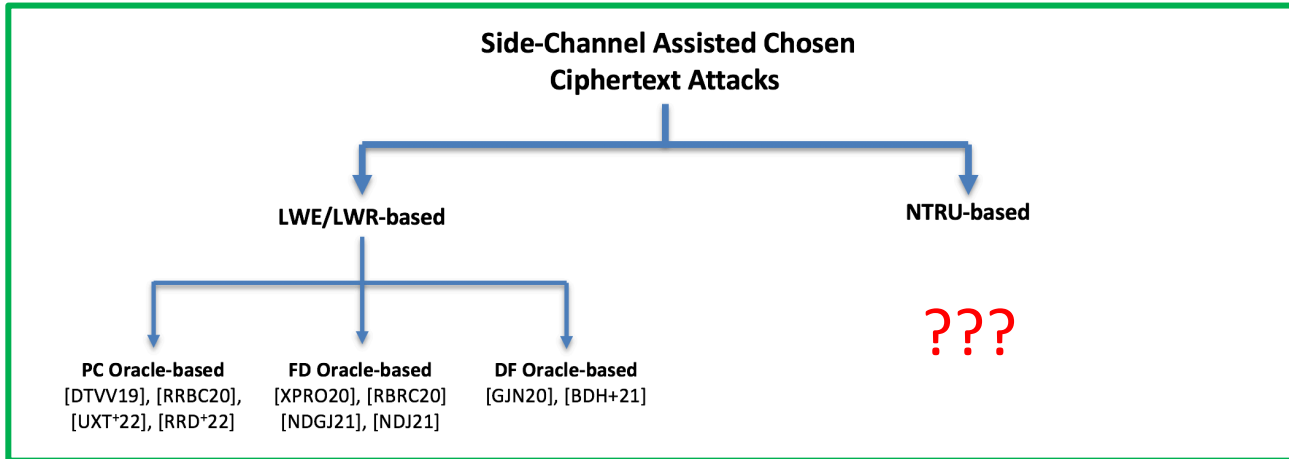 Side-Channel Assisted Chosen
Ciphertext Attacks
LWE/LWR-based
NTRU-based
???
PC Oracle-based
[DTVV19], [RRBC20],
[UXT+22], [RRD+22]
FD Oracle-based
[XPRO20], [RBRC20]
[NDGJ21], [NDJ21]
DF Oracle-based
[GJN20], [BDH+21]